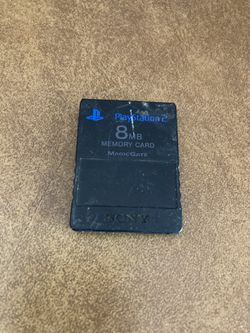 PlayStation 2
8MB
MEMORY CARD
MAGICGATE
SONY